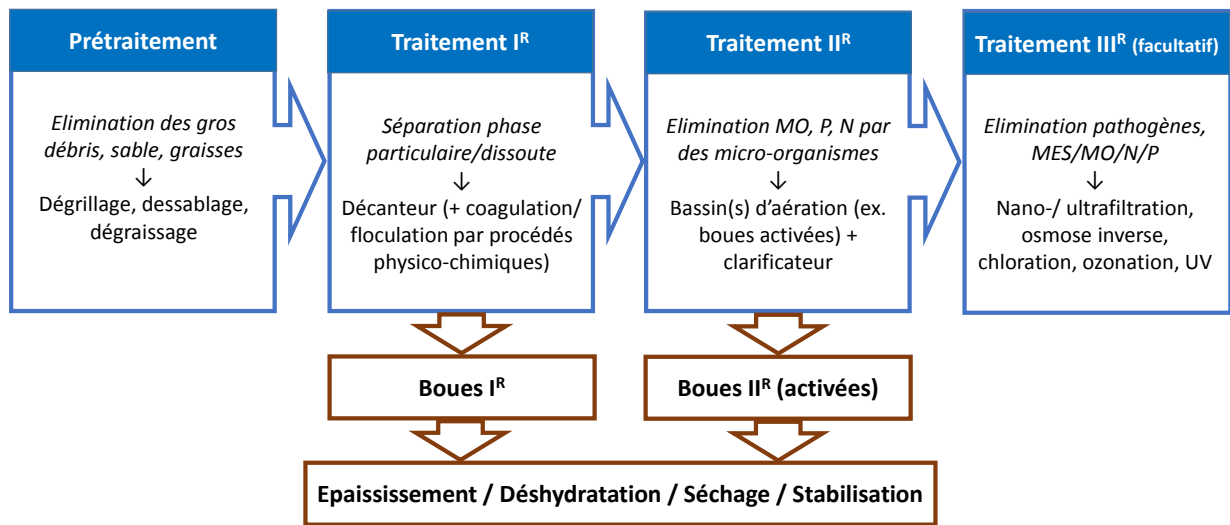 Prétraitement
Elimination des gros
débris, sable, graisses
↓
Dégrillage, dessablage,
dégraissage
Traitement Iᴿ
Séparation phase
particulaire/dissoute
↓
Décanteur (+ coagulation/
floculation par procédés
physico-chimiques)
Traitement IIᴿ
Elimination MO, P, N par
des micro-organismes
↓
Bassin(s) d’aération (ex.
boues activées) +
clarificateur
Traitement IIIᴿ (facultatif)
Elimination pathogènes,
MES/MO/N/P
↓
Nano-/ ultrafiltration,
osmose inverse,
chloration, ozonation, UV
Boues Iᴿ
Boues IIᴿ (activées)
Epaississement / Déshydratation / Séchage / Stabilisation